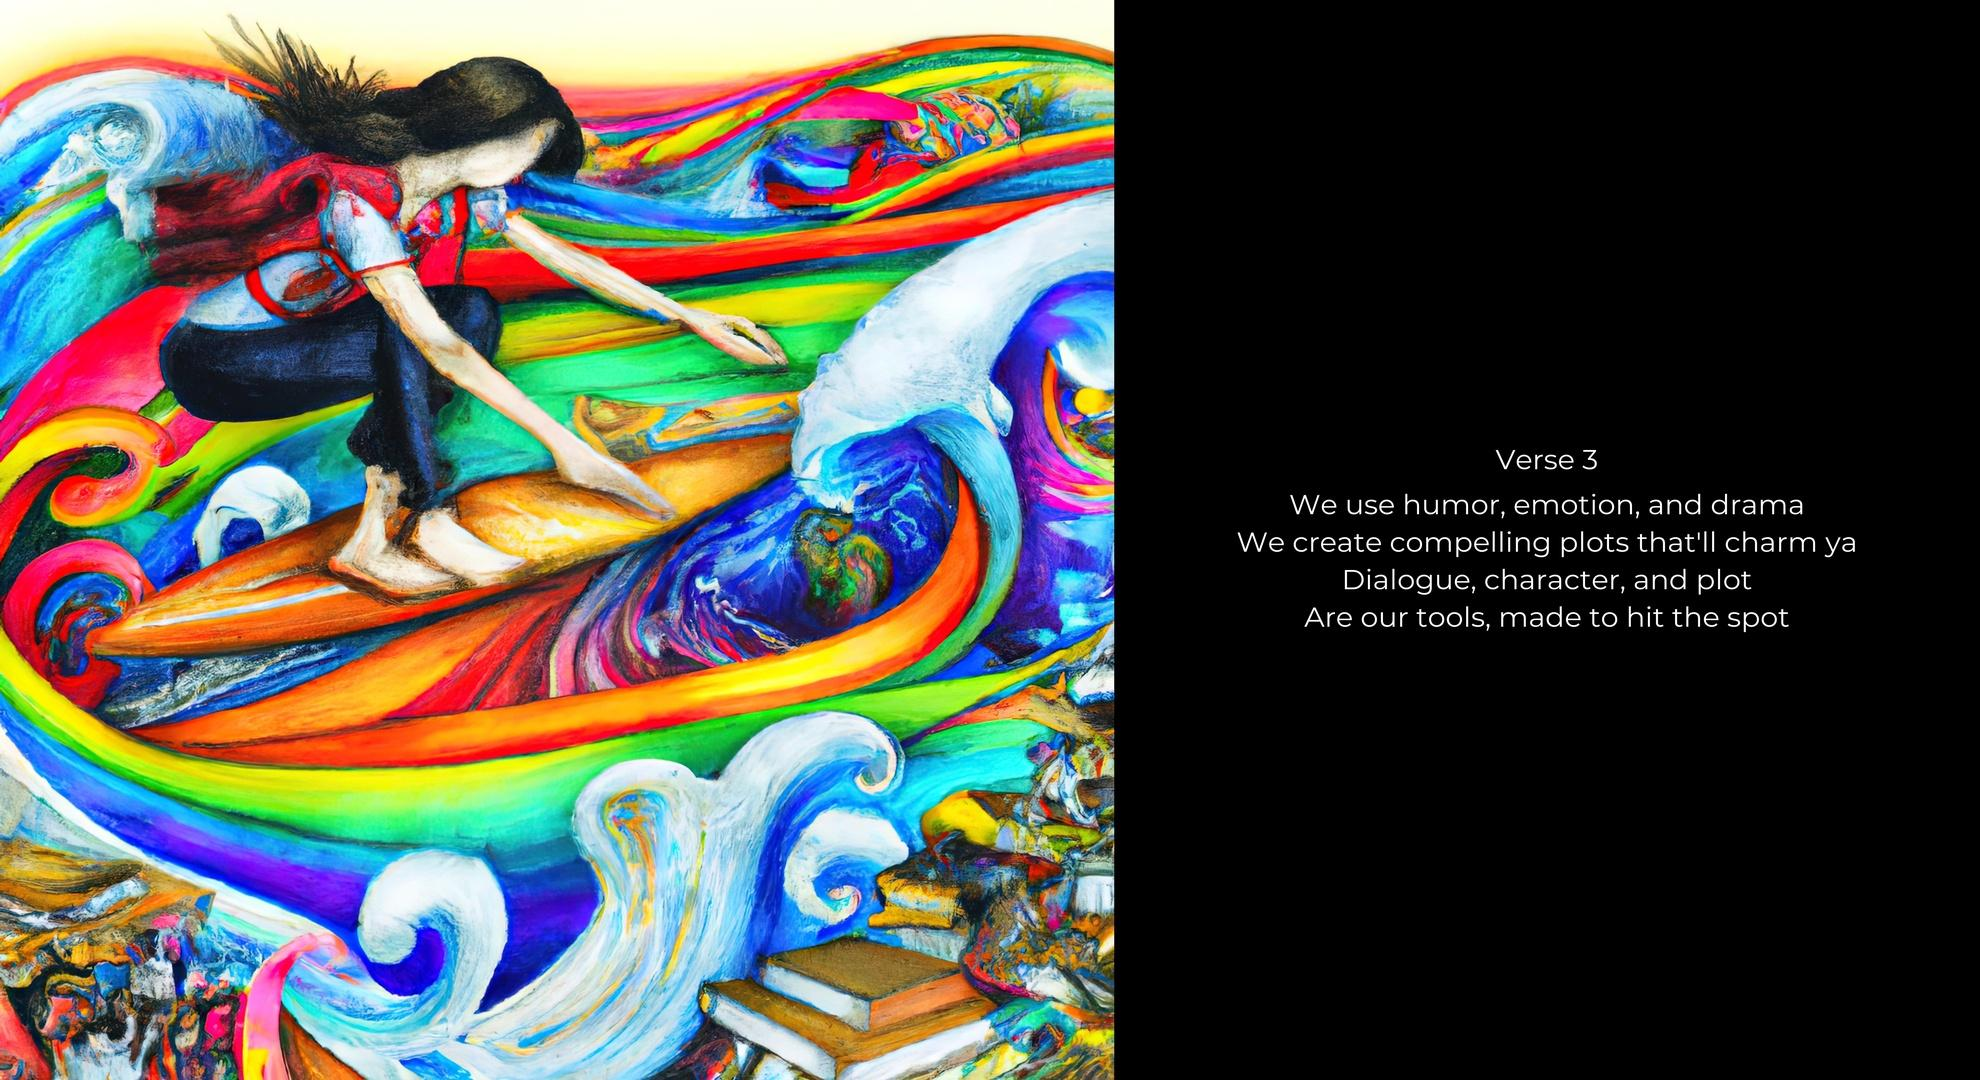 Verse 3
We use humor, emotion, and drama
We create compelling plots that'll charm ya
Dialogue, character, and plot
Are our tools, made to hit the spot